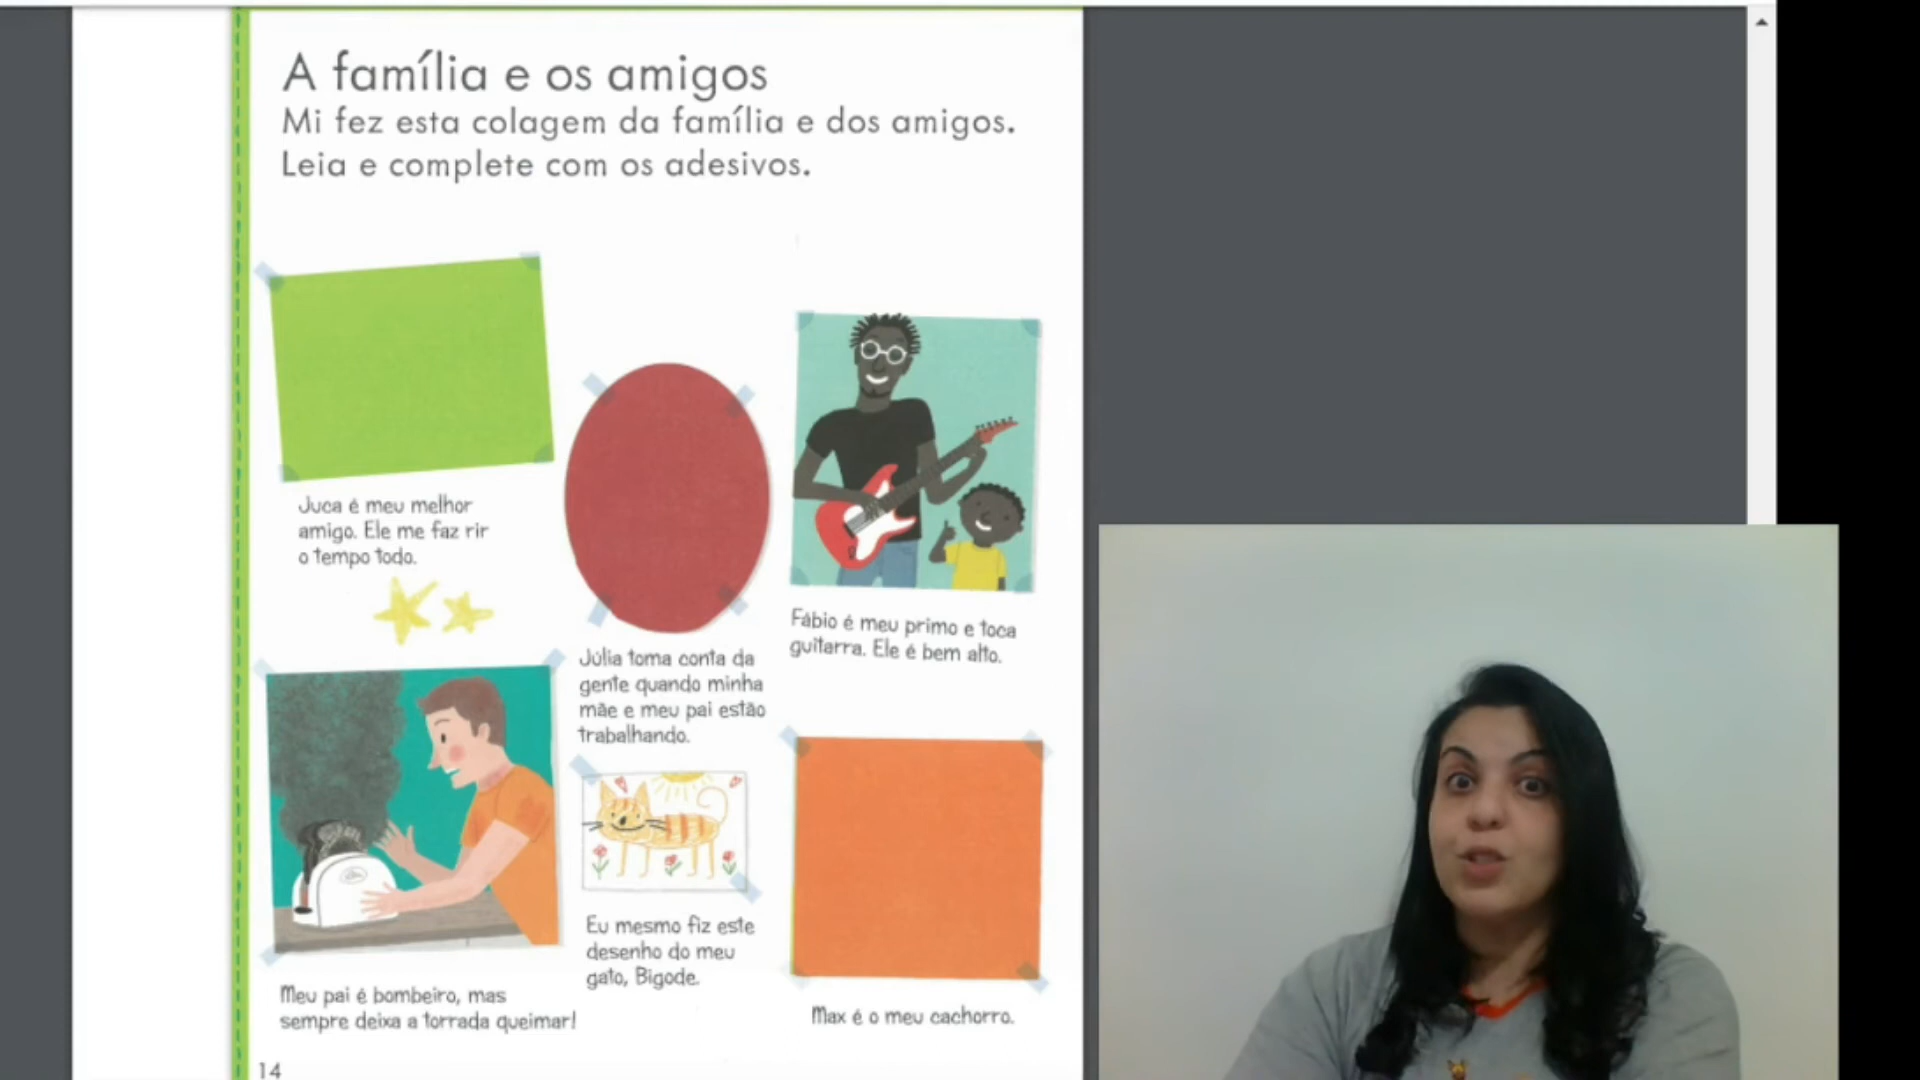 A família e os amigos
Mi fez esta colagem da família e dos amigos.
Leia e complete com os adesivos.
Juca é meu melhor
amigo. Ele me faz rir
o tempo todo.
Júlia toma conta da
gente quando minha
mãe e meu pai estão
trabalhando.
Fábio é meu primo e toca
guitarra. Ele é bem alto.
Meu pai é bombeiro, mas
sempre deixa a torrada queimar!
Eu mesmo fiz este
desenho do meu
gato, Bigode.
Max é o meu cachorro.
14